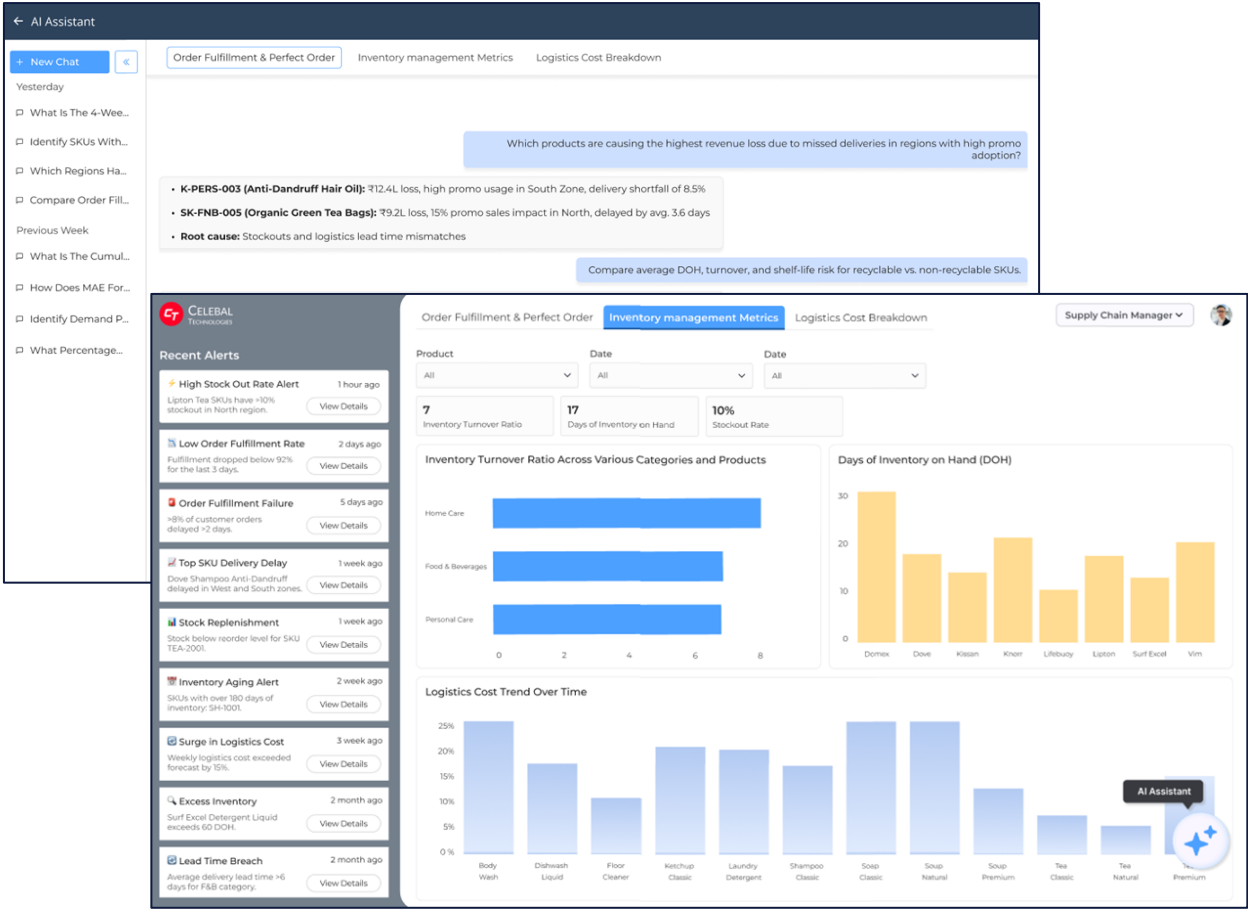 ← AI Assistant
+ New Chat
«
Yesterday
What Is The 4-Wee...
Identify SKUs With...
Which Regions Ha...
Compare Order Fill...
Previous Week
What Is The Cumul...
How Does MAE For...
Identify Demand P...
What Percentage...
Order Fulfillment & Perfect Order
Inventory management Metrics
Logistics Cost Breakdown
Which products are causing the highest revenue loss due to missed deliveries in regions with high promo
adoption?
• K-PERS-003 (Anti-Dandruff Hair Oil): ₹12.4L loss, high promo usage in South Zone, delivery shortfall of 8.5%
• SK-FNB-005 (Organic Green Tea Bags): ₹9.2L loss, 15% promo sales impact in North, delayed by avg. 3.6 days
• Root cause: Stockouts and logistics lead time mismatches
Compare average DOH, turnover, and shelf-life risk for recyclable vs. non-recyclable SKUs.
CT
CELEBAL
TECHNOLOGIES
Recent Alerts
High Stock Out Rate Alert 1 hour ago
Lipton Tea SKUs have >10%
stockout in North region.
View Details
Low Order Fulfillment Rate 2 days ago
Fulfillment dropped below 92%
for the last 3 days.
View Details
Order Fulfillment Failure 5 days ago
>8% of customer orders
delayed >2 days.
View Details
Top SKU Delivery Delay 1 week ago
Dove Shampoo Anti-Dandruff
delayed in West and South zones.
View Details
Stock Replenishment 1 week ago
Stock below reorder level for SKU
TEA-2001.
View Details
Inventory Aging Alert 2 week ago
SKUs with over 180 days of
inventory: SH-1001.
View Details
Surge in Logistics Cost 3 week ago
Weekly logistics cost exceeded
forecast by 15%.
View Details
Excess Inventory 2 month ago
Surf Excel Detergent Liquid
exceeds 60 DOH.
View Details
Lead Time Breach 2 month ago
Average delivery lead time >6
days for F&B category.
View Details
Order Fulfillment & Perfect Order
Inventory management Metrics
Logistics Cost Breakdown
Supply Chain Manager
Product Date Date
All All All
7 17 10%
Inventory Turnover Ratio Days of Inventory on Hand Stockout Rate
Inventory Turnover Ratio Across Various Categories and Products
Home Care
Food & Beverages
Personal Care
0 2 4 6 8
Days of Inventory on Hand (DOH)
30
20
10
0
Domex Dove Kissan Knorr Lifebuoy Lipton Surf Excel Vim
Logistics Cost Trend Over Time
25%
20%
15%
10%
5%
0 %
Body Dishwash Floor Ketchup Laundry Shampoo Soap Soup Soup Tea Tea
Wash Liquid Cleaner Classic Detergent Classic Classic Natural Premium Classic Natural Premium
AI Assistant